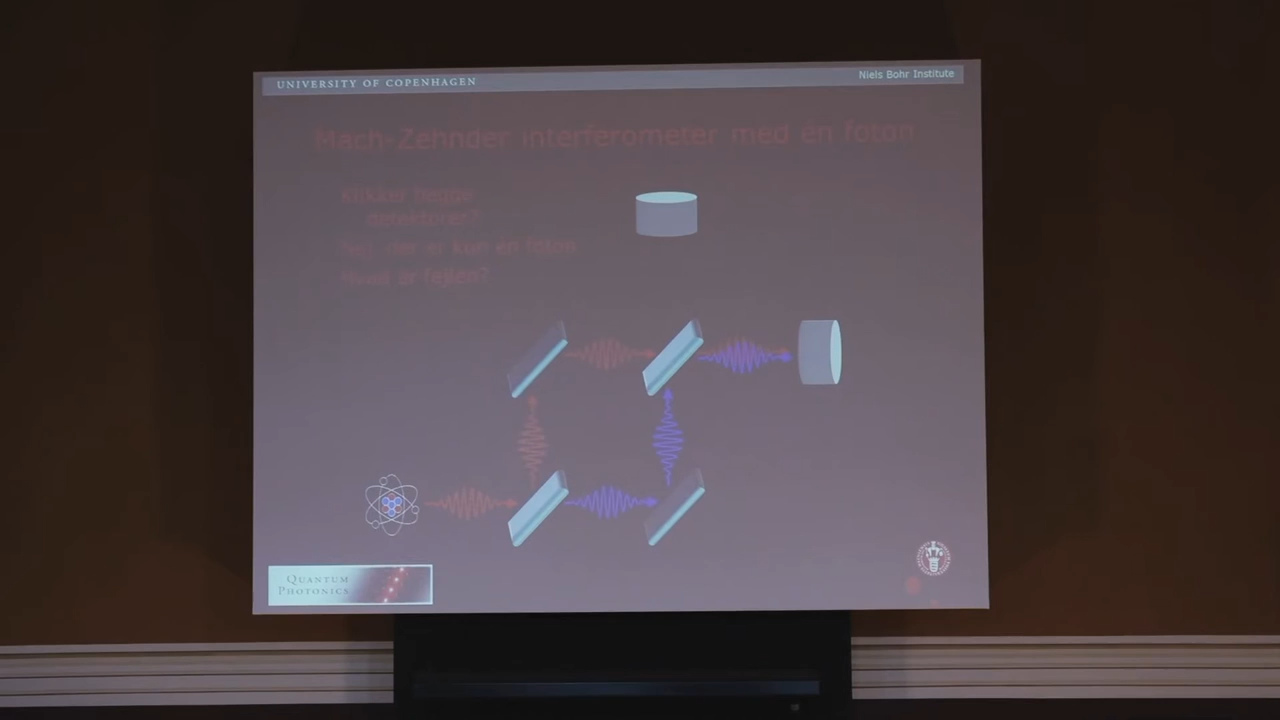 UNIVERSITY OF COPENHAGEN
Niels Bohr Institute
Mach-Zehnder interferometer med én foton
Klikker begge
detektorer?
Nej, der er kun én foton
Hvad er fejlen?
QUANTUM
PHOTONICS